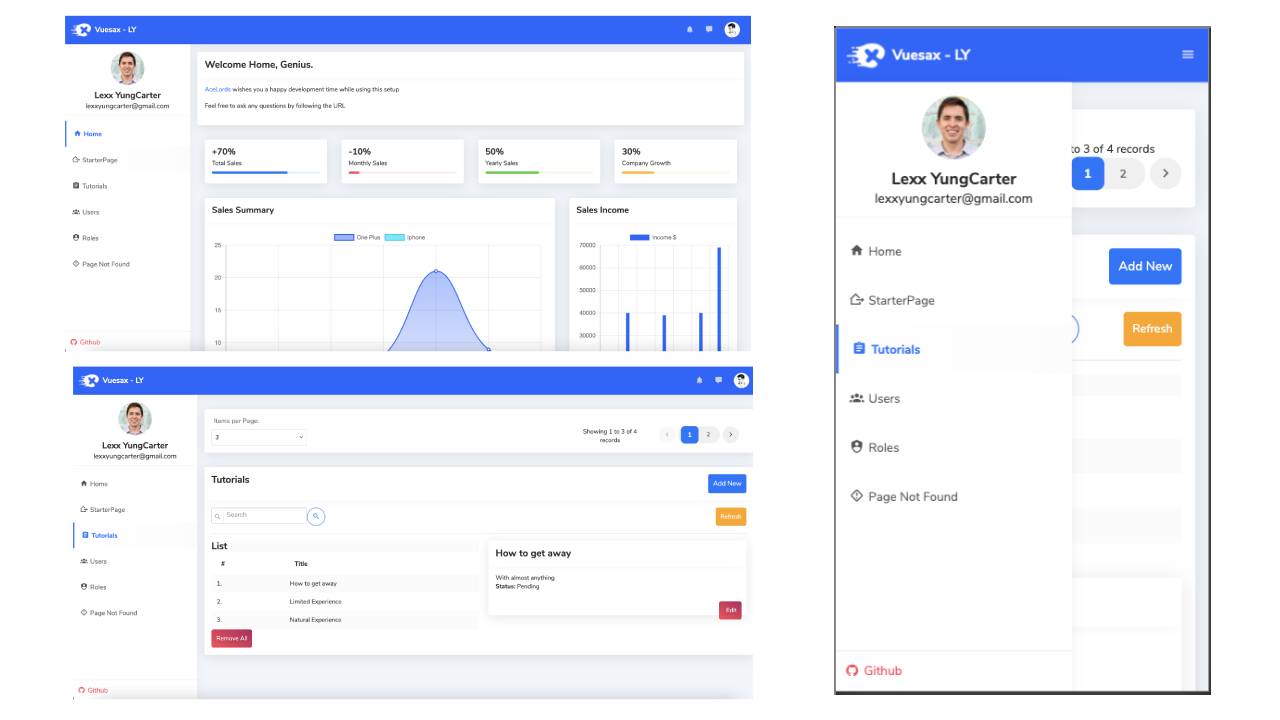 Vuesax - LY
Lexx YungCarter
lexxyungcarter@gmail.com
Home
StarterPage
Tutorials
Users
Roles
Page Not Found
Github
Welcome Home, Genius.
AceLords wishes you a happy development time while using this setup
Feel free to ask any questions by following the URL
+70%
Total Sales
-10%
Monthly Sales
50%
Yearly Sales
30%
Company Growth
Sales Summary
One Plus Iphone
25
20
15
10
Sales Income
Income $
70000
60000
50000
40000
30000
Vuesax - LY
Lexx YungCarter
lexxyungcarter@gmail.com
Home
StarterPage
Tutorials
Users
Roles
Page Not Found
Github
Items per Page:
3
Showing 1 to 3 of 4
records
1 2
Tutorials
Add New
Search
Refresh
List
# Title
1. How to get away
2. Limited Experience
3. Natural Experience
Remove All
How to get away
With almost anything
Status: Pending
Edit
Vuesax - LY
Lexx YungCarter
lexxyungcarter@gmail.com
Home
StarterPage
Tutorials
Users
Roles
Page Not Found
Github
to 3 of 4 records
1 2
Add New
Refresh